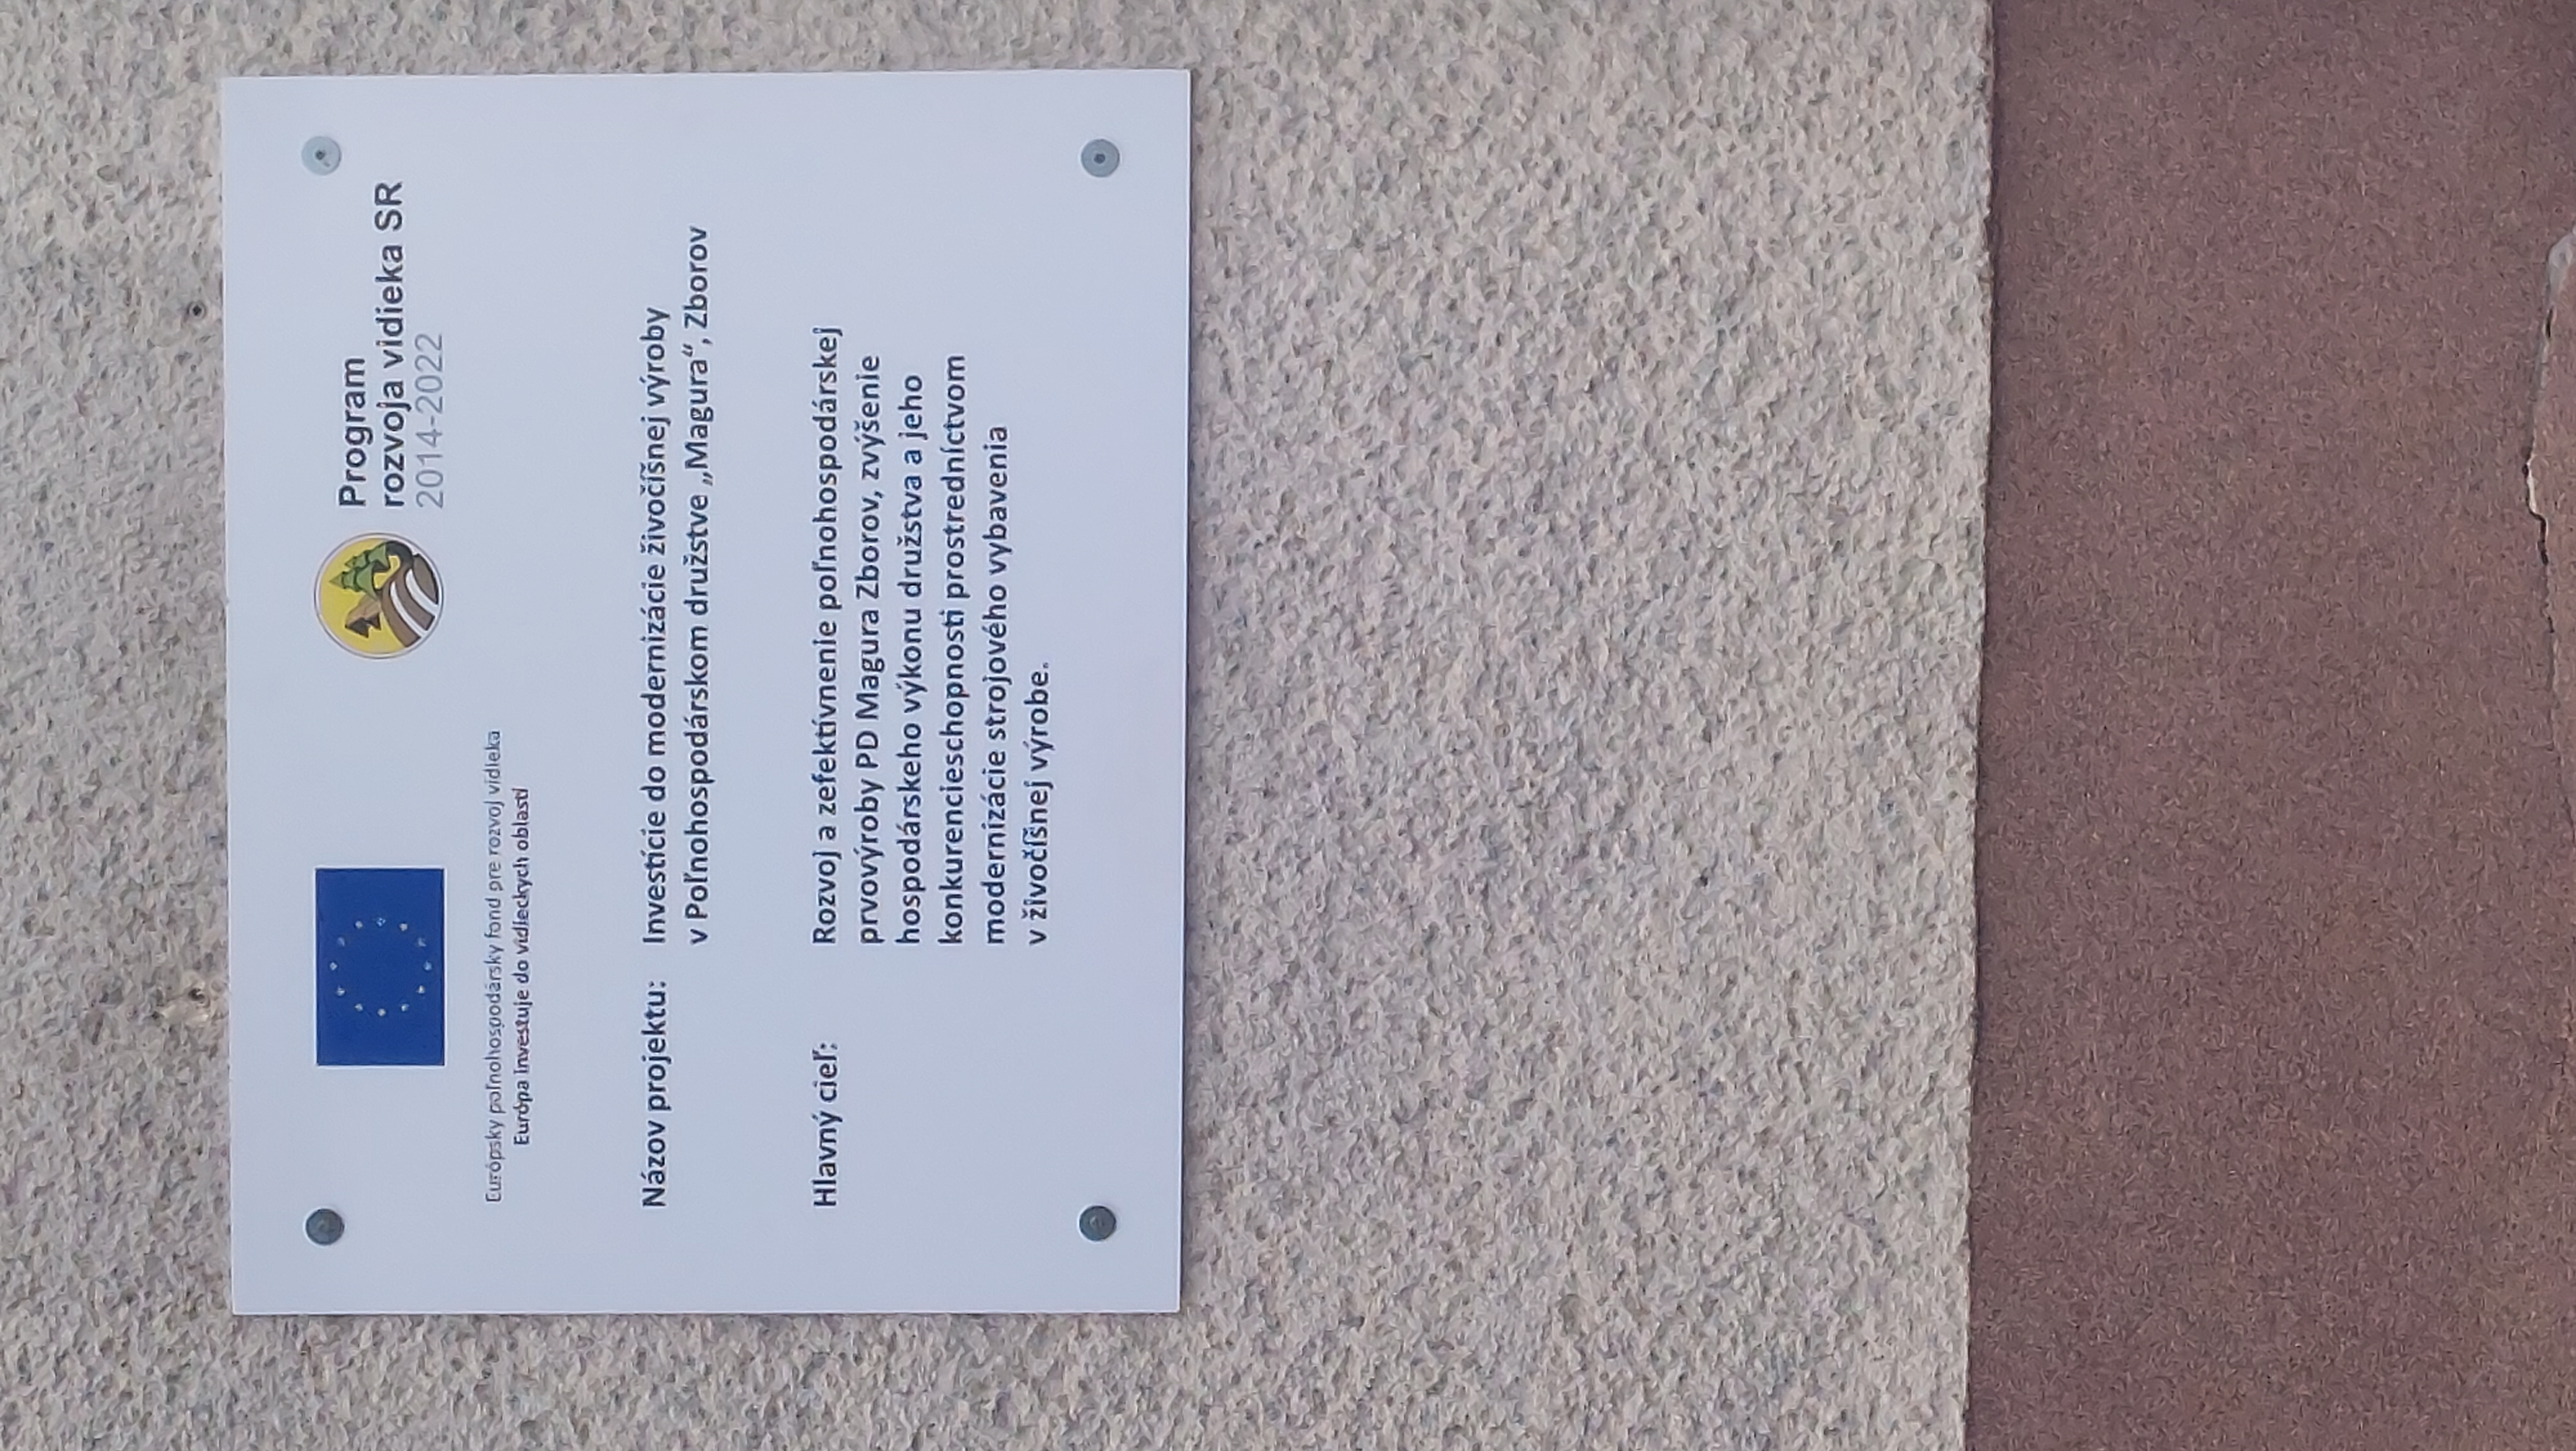 Program
rozvoja vidieka SR
2014-2022
Európsky poľnohospodársky fond pre rozvoj vidieka
Európa investuje do vidieckych oblastí
Názov projektu: Investície do modernizácie živočíšnej výroby
v Poľnohospodárskom družstve „Magura“, Zborov
Hlavný cieľ: Rozvoj a zefektívnenie poľnohospodárskej
prvovýroby PD Magura Zborov, zvýšenie
hospodárskeho výkonu družstva a jeho
konkurencieschopnosti prostredníctvom
modernizácie strojového vybavenia
v živočíšnej výrobe.